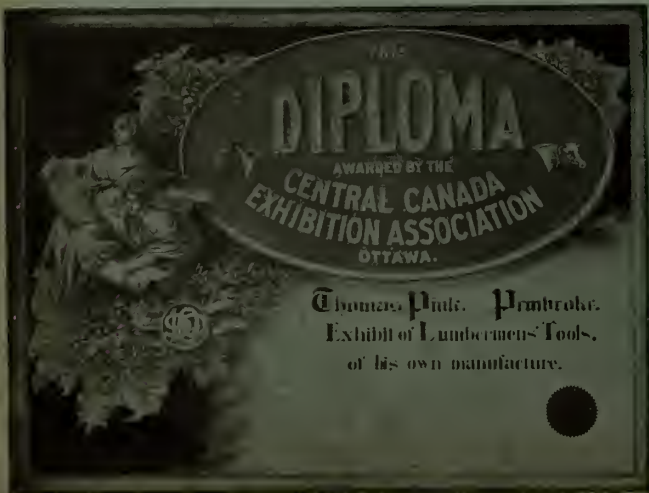 THIS
DIPLOMA
AWARDED BY THE
CENTRAL CANADA
EXHIBITION ASSOCIATION
OTTAWA.
Thomas Pink. Pembroke.
Exhibit of Lumbermens' Tools,
of his own manufacture.